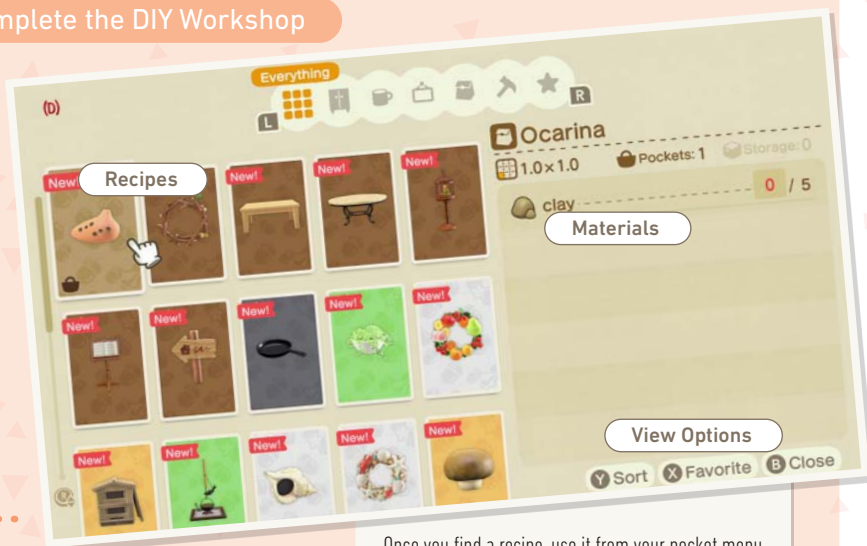 mplete the DIY Workshop
(D)
Everything
L
R
New!
Recipes
New!
New!
New!
New!
New!
New!
New!
New!
New!
New!
New!
New!
New!
Ocarina
1.0×1.0
Pockets: 1
Storage: 0
clay
0 / 5
Materials
View Options
Y Sort
X Favorite
B Close
Once you find a recipe, use it from your pocket menu